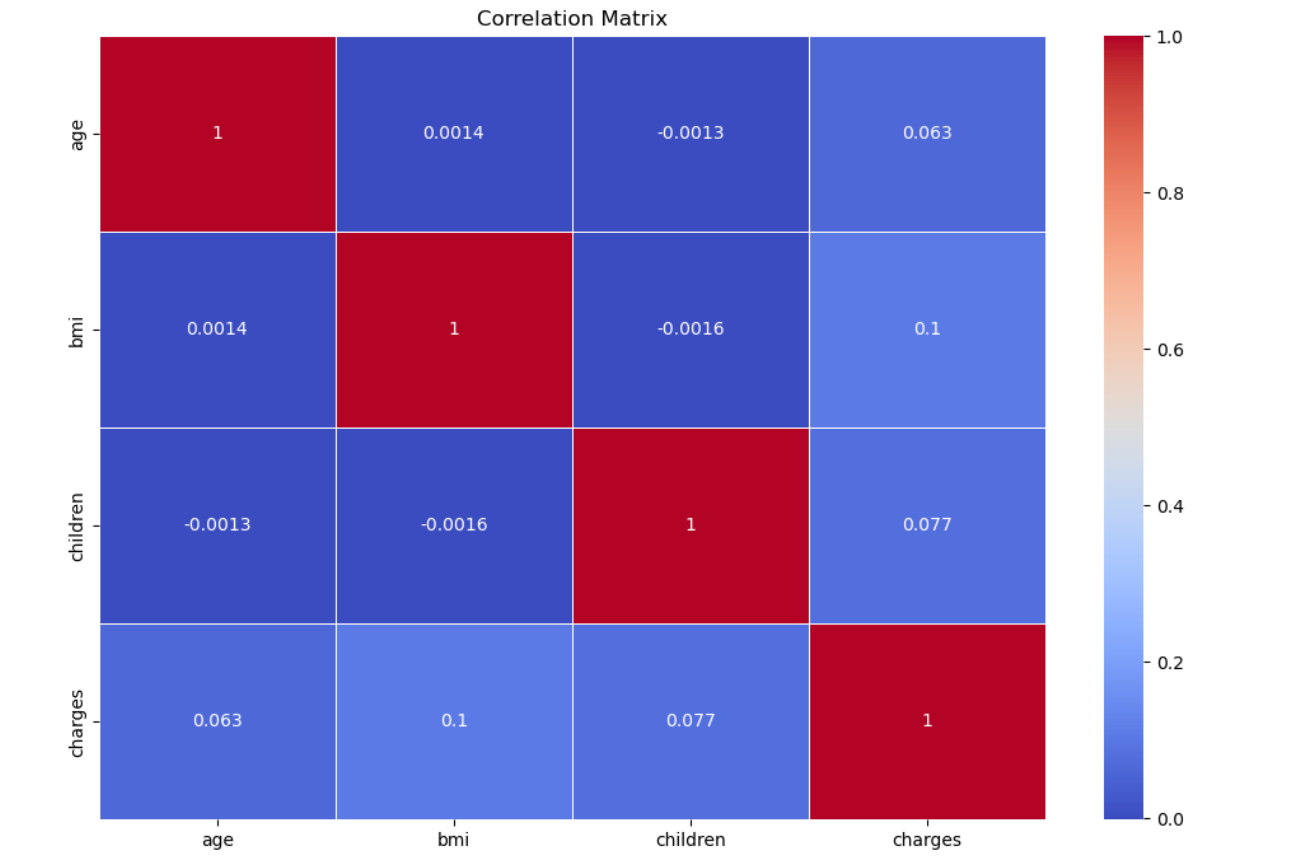 Correlation Matrix
age 1 0.0014 -0.0013 0.063
bmi 0.0014 1 -0.0016 0.1
children -0.0013 -0.0016 1 0.077
charges 0.063 0.1 0.077 1
age bmi children charges
1.0
0.8
0.6
0.4
0.2
0.0